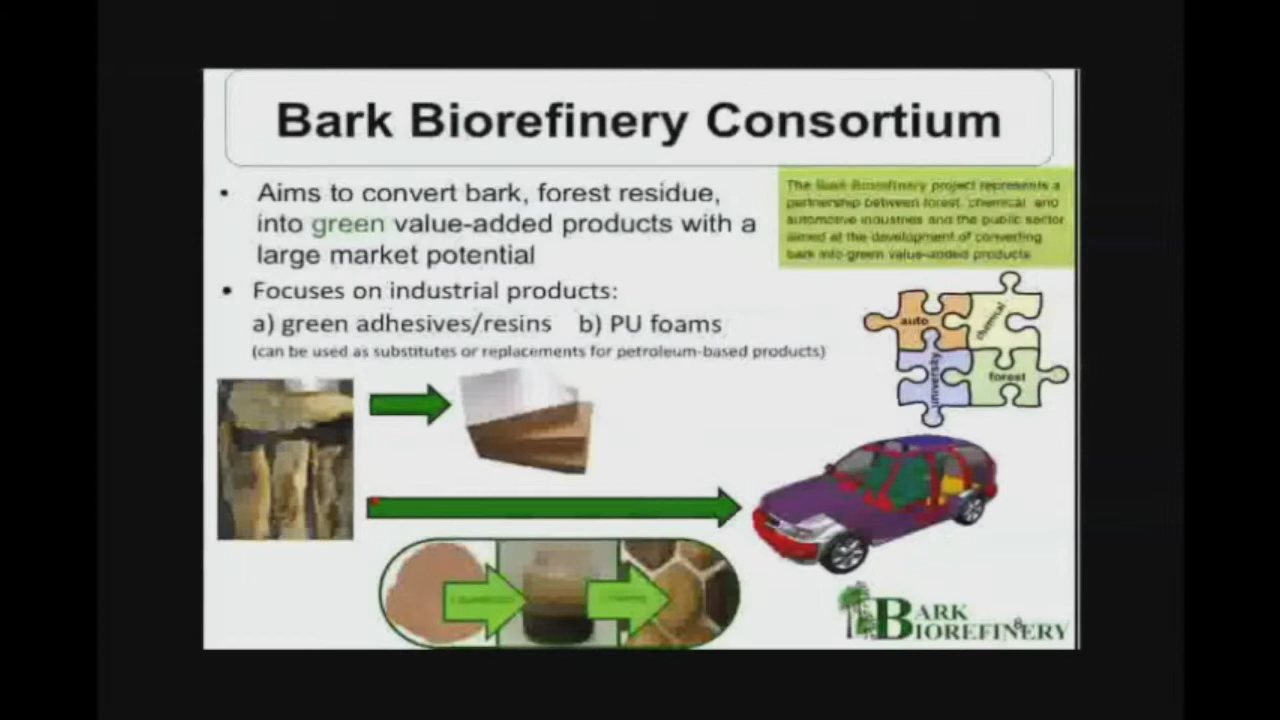 Bark Biorefinery Consortium
• Aims to convert bark, forest residue,
into green value-added products with a
large market potential
• Focuses on industrial products:
a) green adhesives/resins b) PU foams
(can be used as substitutes or replacements for petroleum-based products)
The Bark Biorefinery project represents a
partnership between forest, chemical and
automotive industries and the public sector
aimed at the development of converting
bark into green value-added products
auto
chemical
university
forest
BARK
BIOREFINERY
8